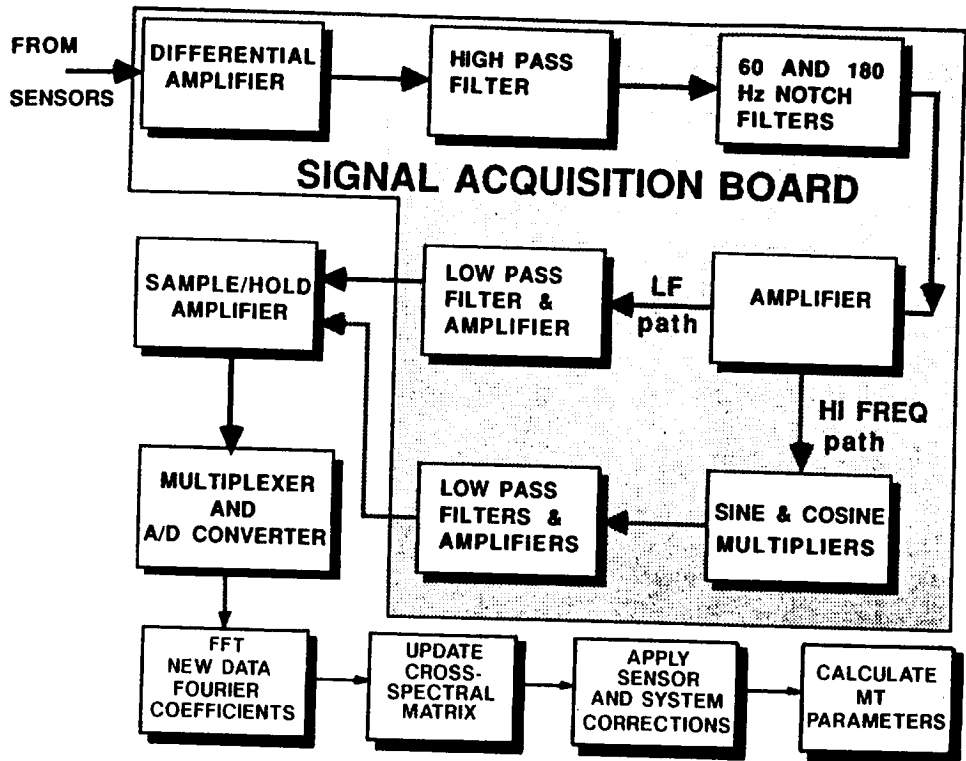 FROM
SENSORS
DIFFERENTIAL
AMPLIFIER
HIGH PASS
FILTER
60 AND 180
Hz NOTCH
FILTERS
SIGNAL ACQUISITION BOARD
SAMPLE/HOLD
AMPLIFIER
LOW PASS
FILTER &
AMPLIFIER
LF
path
AMPLIFIER
HI FREQ
path
MULTIPLEXER
AND
A/D CONVERTER
LOW PASS
FILTERS &
AMPLIFIERS
SINE & COSINE
MULTIPLIERS
FFT
NEW DATA
FOURIER
COEFFICIENTS
UPDATE
CROSS-
SPECTRAL
MATRIX
APPLY
SENSOR
AND SYSTEM
CORRECTIONS
CALCULATE
MT
PARAMETERS